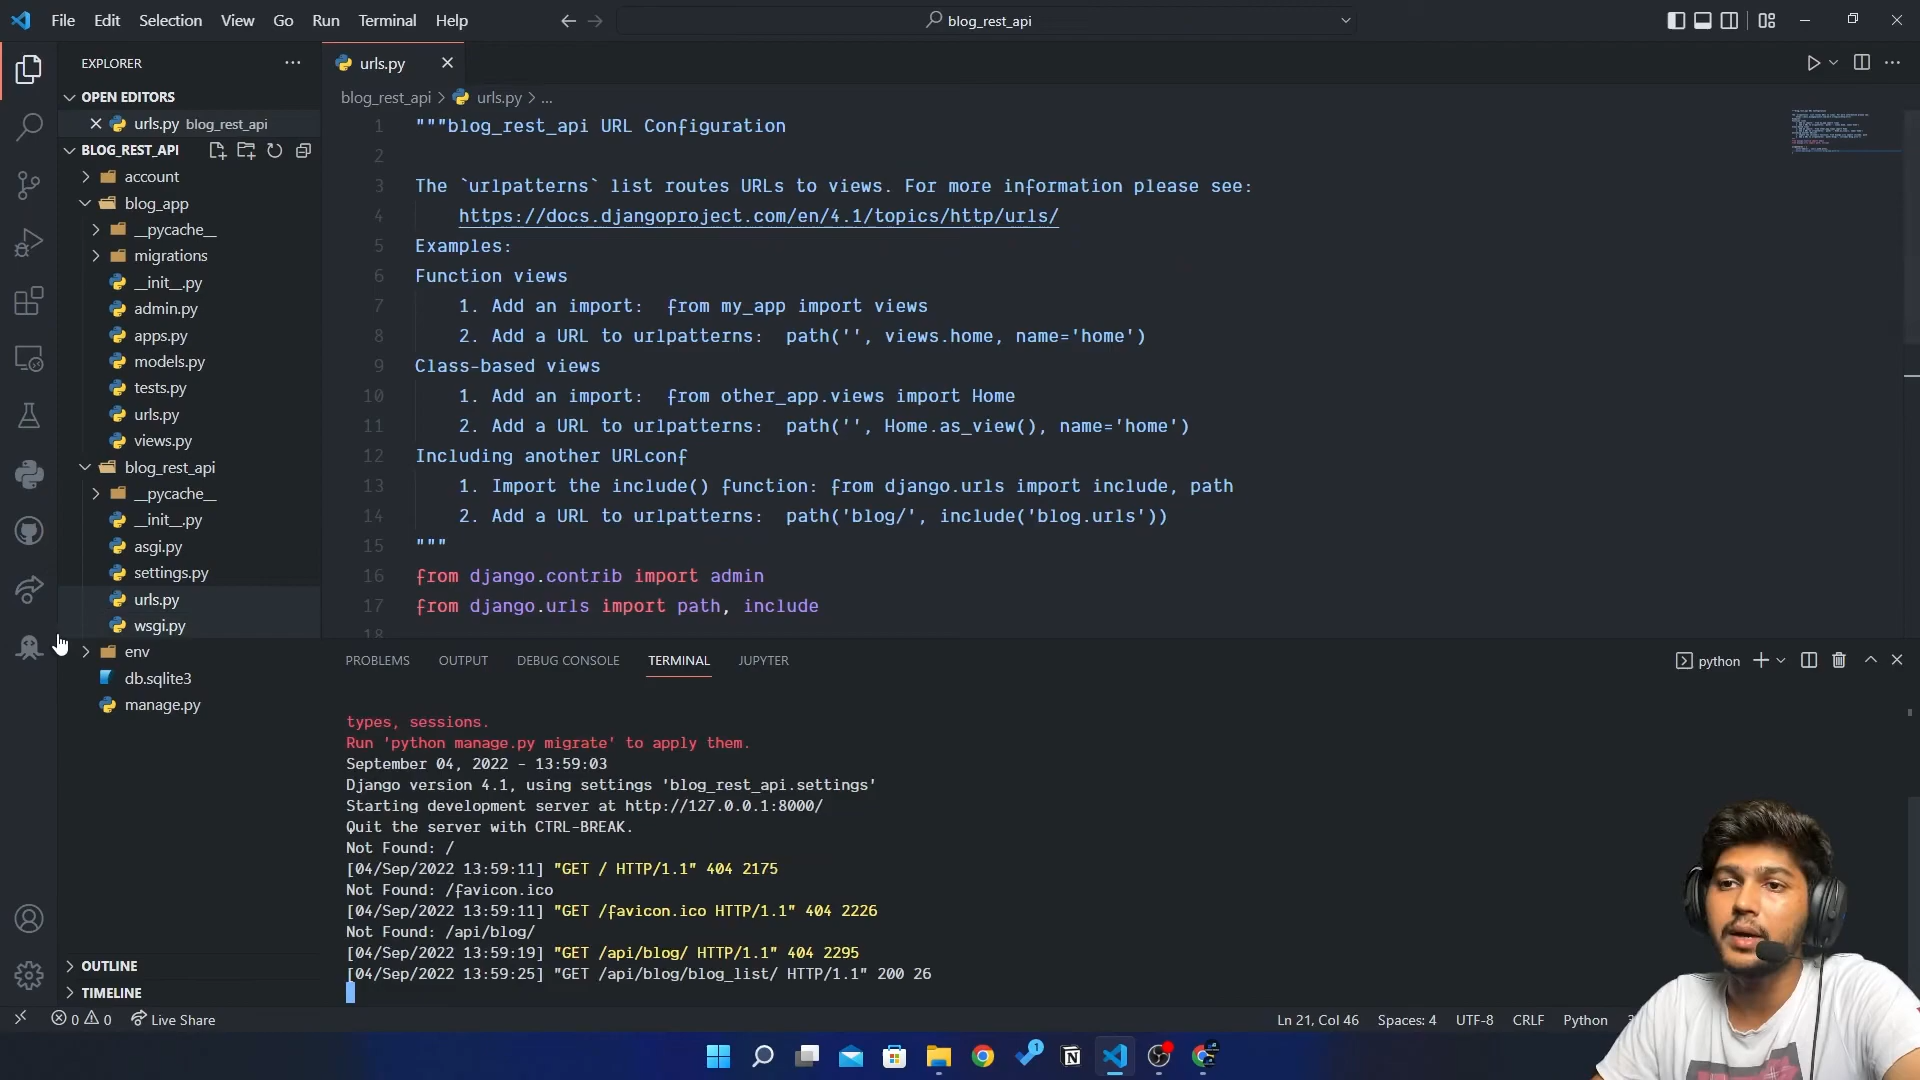 File Edit Selection View Go Run Terminal Help
blog_rest_api
EXPLORER
OPEN EDITORS
urls.py blog_rest_api
BLOG_REST_API
account
blog_app
__pycache__
migrations
__init__.py
admin.py
apps.py
models.py
tests.py
urls.py
views.py
blog_rest_api
__pycache__
__init__.py
asgi.py
settings.py
urls.py
wsgi.py
env
db.sqlite3
manage.py
OUTLINE
TIMELINE
urls.py
blog_rest_api > urls.py > ...
1 """blog_rest_api URL Configuration
2
3 The `urlpatterns` list routes URLs to views. For more information please see:
4 https://docs.djangoproject.com/en/4.1/topics/http/urls/
5 Examples:
6 Function views
7 1. Add an import:  from my_app import views
8 2. Add a URL to urlpatterns:  path('', views.home, name='home')
9 Class-based views
10 1. Add an import:  from other_app.views import Home
11 2. Add a URL to urlpatterns:  path('', Home.as_view(), name='home')
12 Including another URLconf
13 1. Import the include() function: from django.urls import include, path
14 2. Add a URL to urlpatterns:  path('blog/', include('blog.urls'))
15 """
16 from django.contrib import admin
17 from django.urls import path, include
18
PROBLEMS OUTPUT DEBUG CONSOLE TERMINAL JUPYTER
python
types, sessions.
Run 'python manage.py migrate' to apply them.
September 04, 2022 - 13:59:03
Django version 4.1, using settings 'blog_rest_api.settings'
Starting development server at http://127.0.0.1:8000/
Quit the server with CTRL-BREAK.
Not Found: /
[04/Sep/2022 13:59:11] "GET / HTTP/1.1" 404 2175
Not Found: /favicon.ico
[04/Sep/2022 13:59:11] "GET /favicon.ico HTTP/1.1" 404 2226
Not Found: /api/blog/
[04/Sep/2022 13:59:19] "GET /api/blog/ HTTP/1.1" 404 2295
[04/Sep/2022 13:59:25] "GET /api/blog/blog_list/ HTTP/1.1" 200 26
0 0 Live Share
Ln 21, Col 46 Spaces: 4 UTF-8 CRLF Python
1